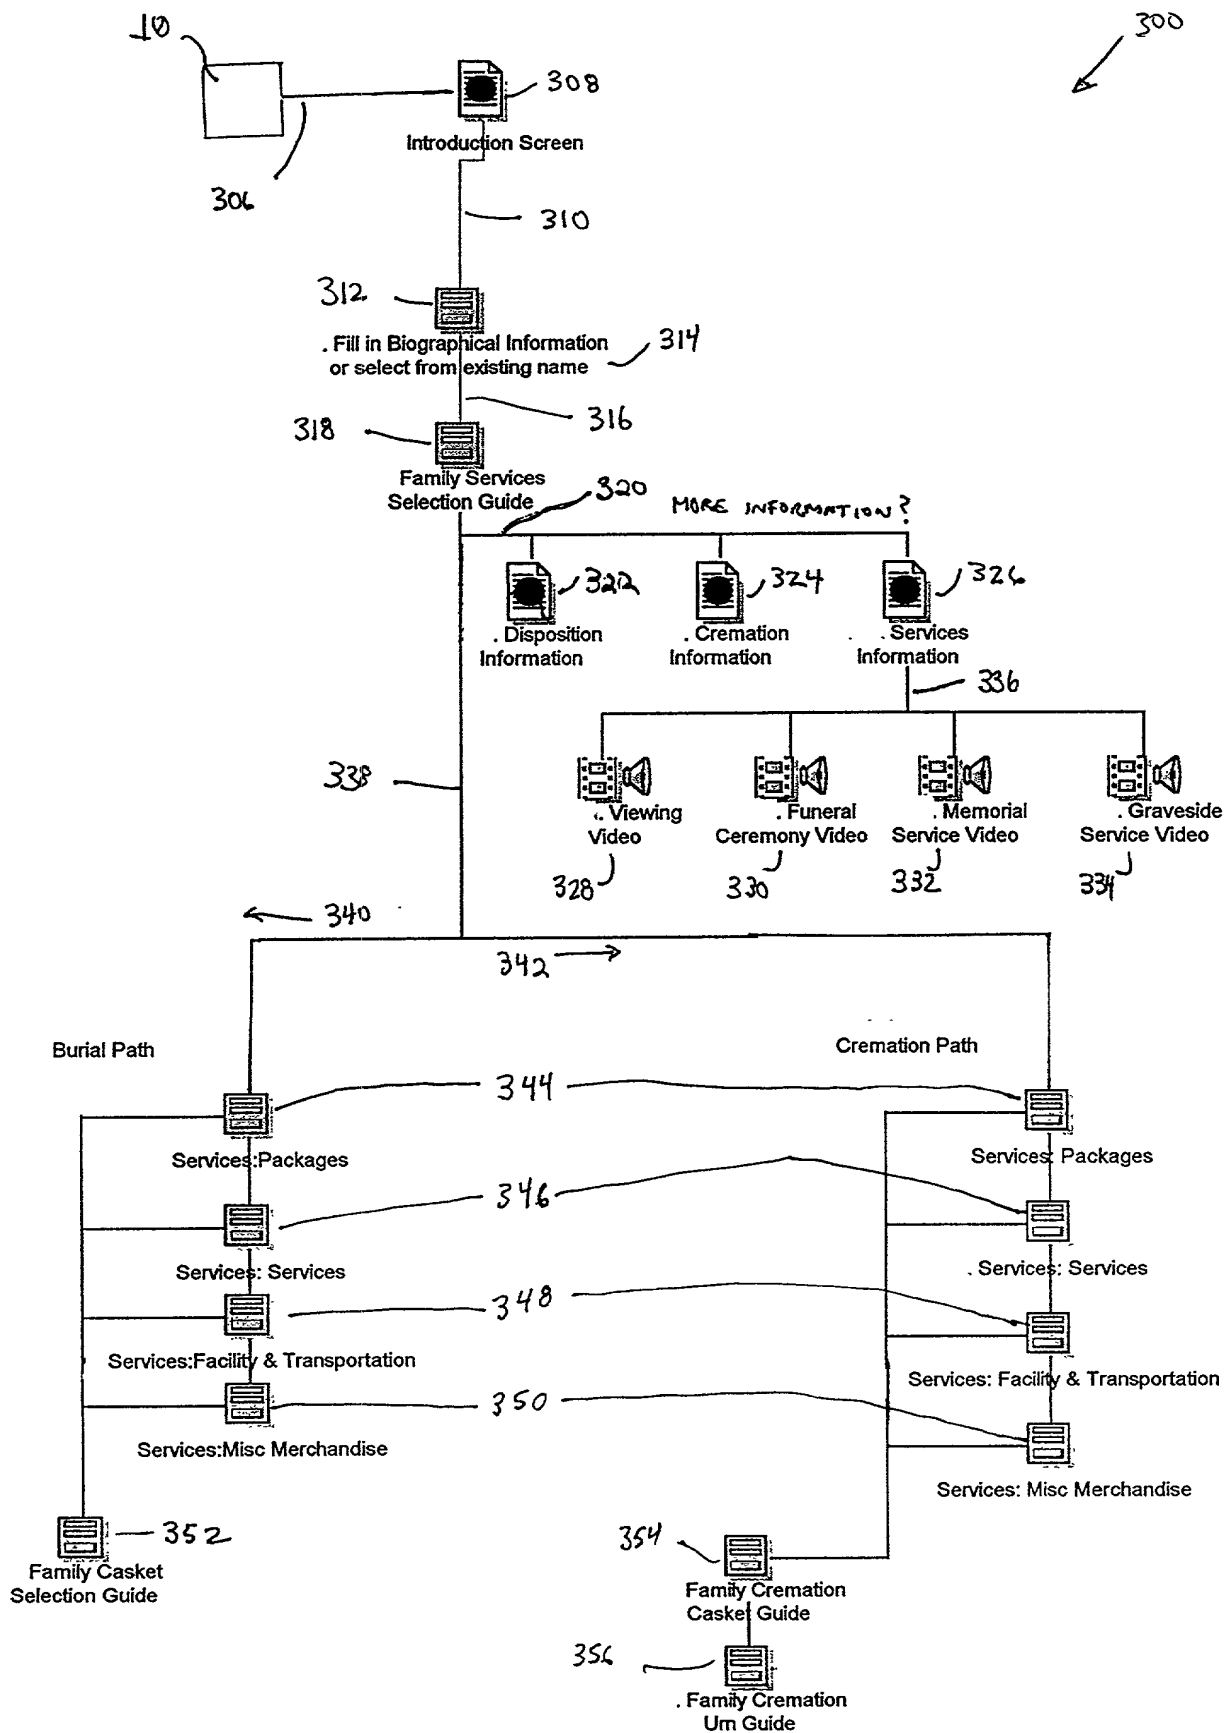 10
300
308
Introduction Screen
306
310
312
. Fill in Biographical Information
or select from existing name
314
316
318
Family Services
Selection Guide
320
MORE INFORMATION?
322
324
326
. Disposition
Information
. Cremation
Information
. Services
Information
336
338
. Viewing
Video
. Funeral
Ceremony Video
. Memorial
Service Video
. Graveside
Service Video
328
330
332
334
340
342
Burial Path
Cremation Path
344
Services:Packages
Services: Packages
346
Services: Services
. Services: Services
348
Services:Facility & Transportation
Services: Facility & Transportation
350
Services:Misc Merchandise
Services: Misc Merchandise
352
Family Casket
Selection Guide
354
Family Cremation
Casket Guide
356
. Family Cremation
Urn Guide